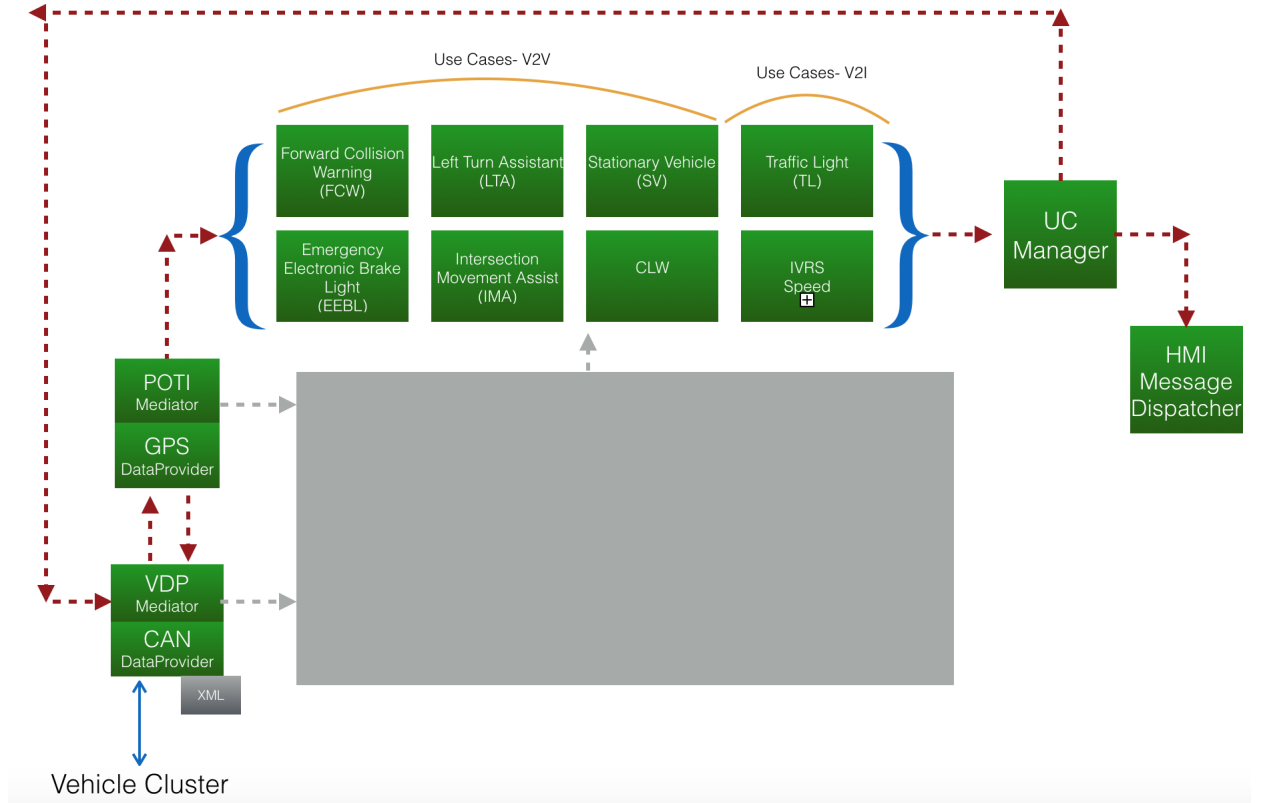 Use Cases- V2V
Use Cases- V2I
Forward Collision
Warning
(FCW)
Left Turn Assistant
(LTA)
Stationary Vehicle
(SV)
Traffic Light
(TL)
Emergency
Electronic Brake
Light
(EEBL)
Intersection
Movement Assist
(IMA)
CLW
IVRS
Speed
UC
Manager
HMI
Message
Dispatcher
POTI
Mediator
GPS
DataProvider
VDP
Mediator
CAN
DataProvider
XML
Vehicle Cluster